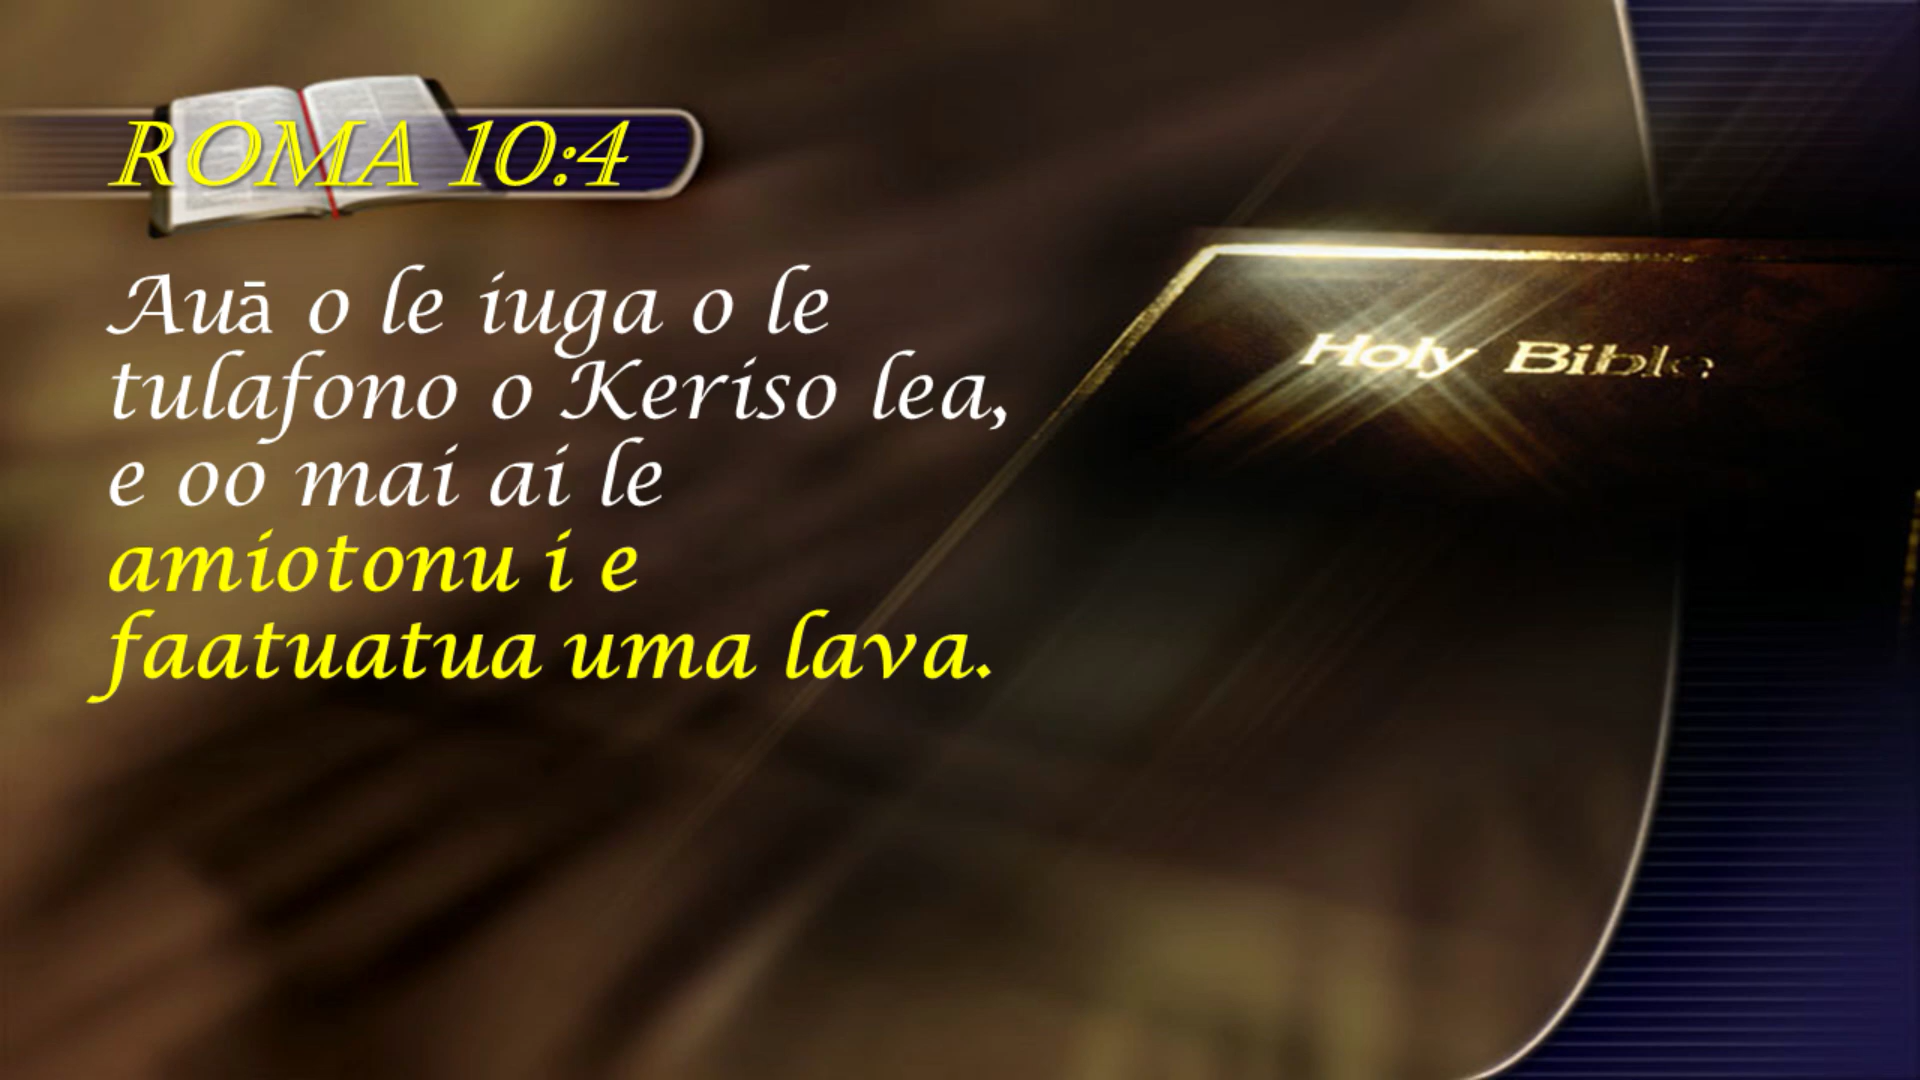 ROMA 10:4
Auā o le iuga o le
tulafono o Keriso lea,
e oo mai ai le
amiotonu i e
faatuatua uma lava.
Holy Bible